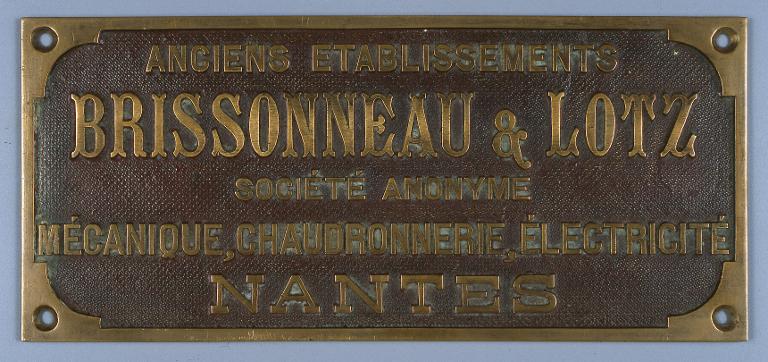 ANCIENS ETABLISSEMENTS
BRISSONNEAU & LOTZ
SOCIÉTÉ ANONYME
MÉCANIQUE, CHAUDRONNERIE, ÉLECTRICITÉ
NANTES